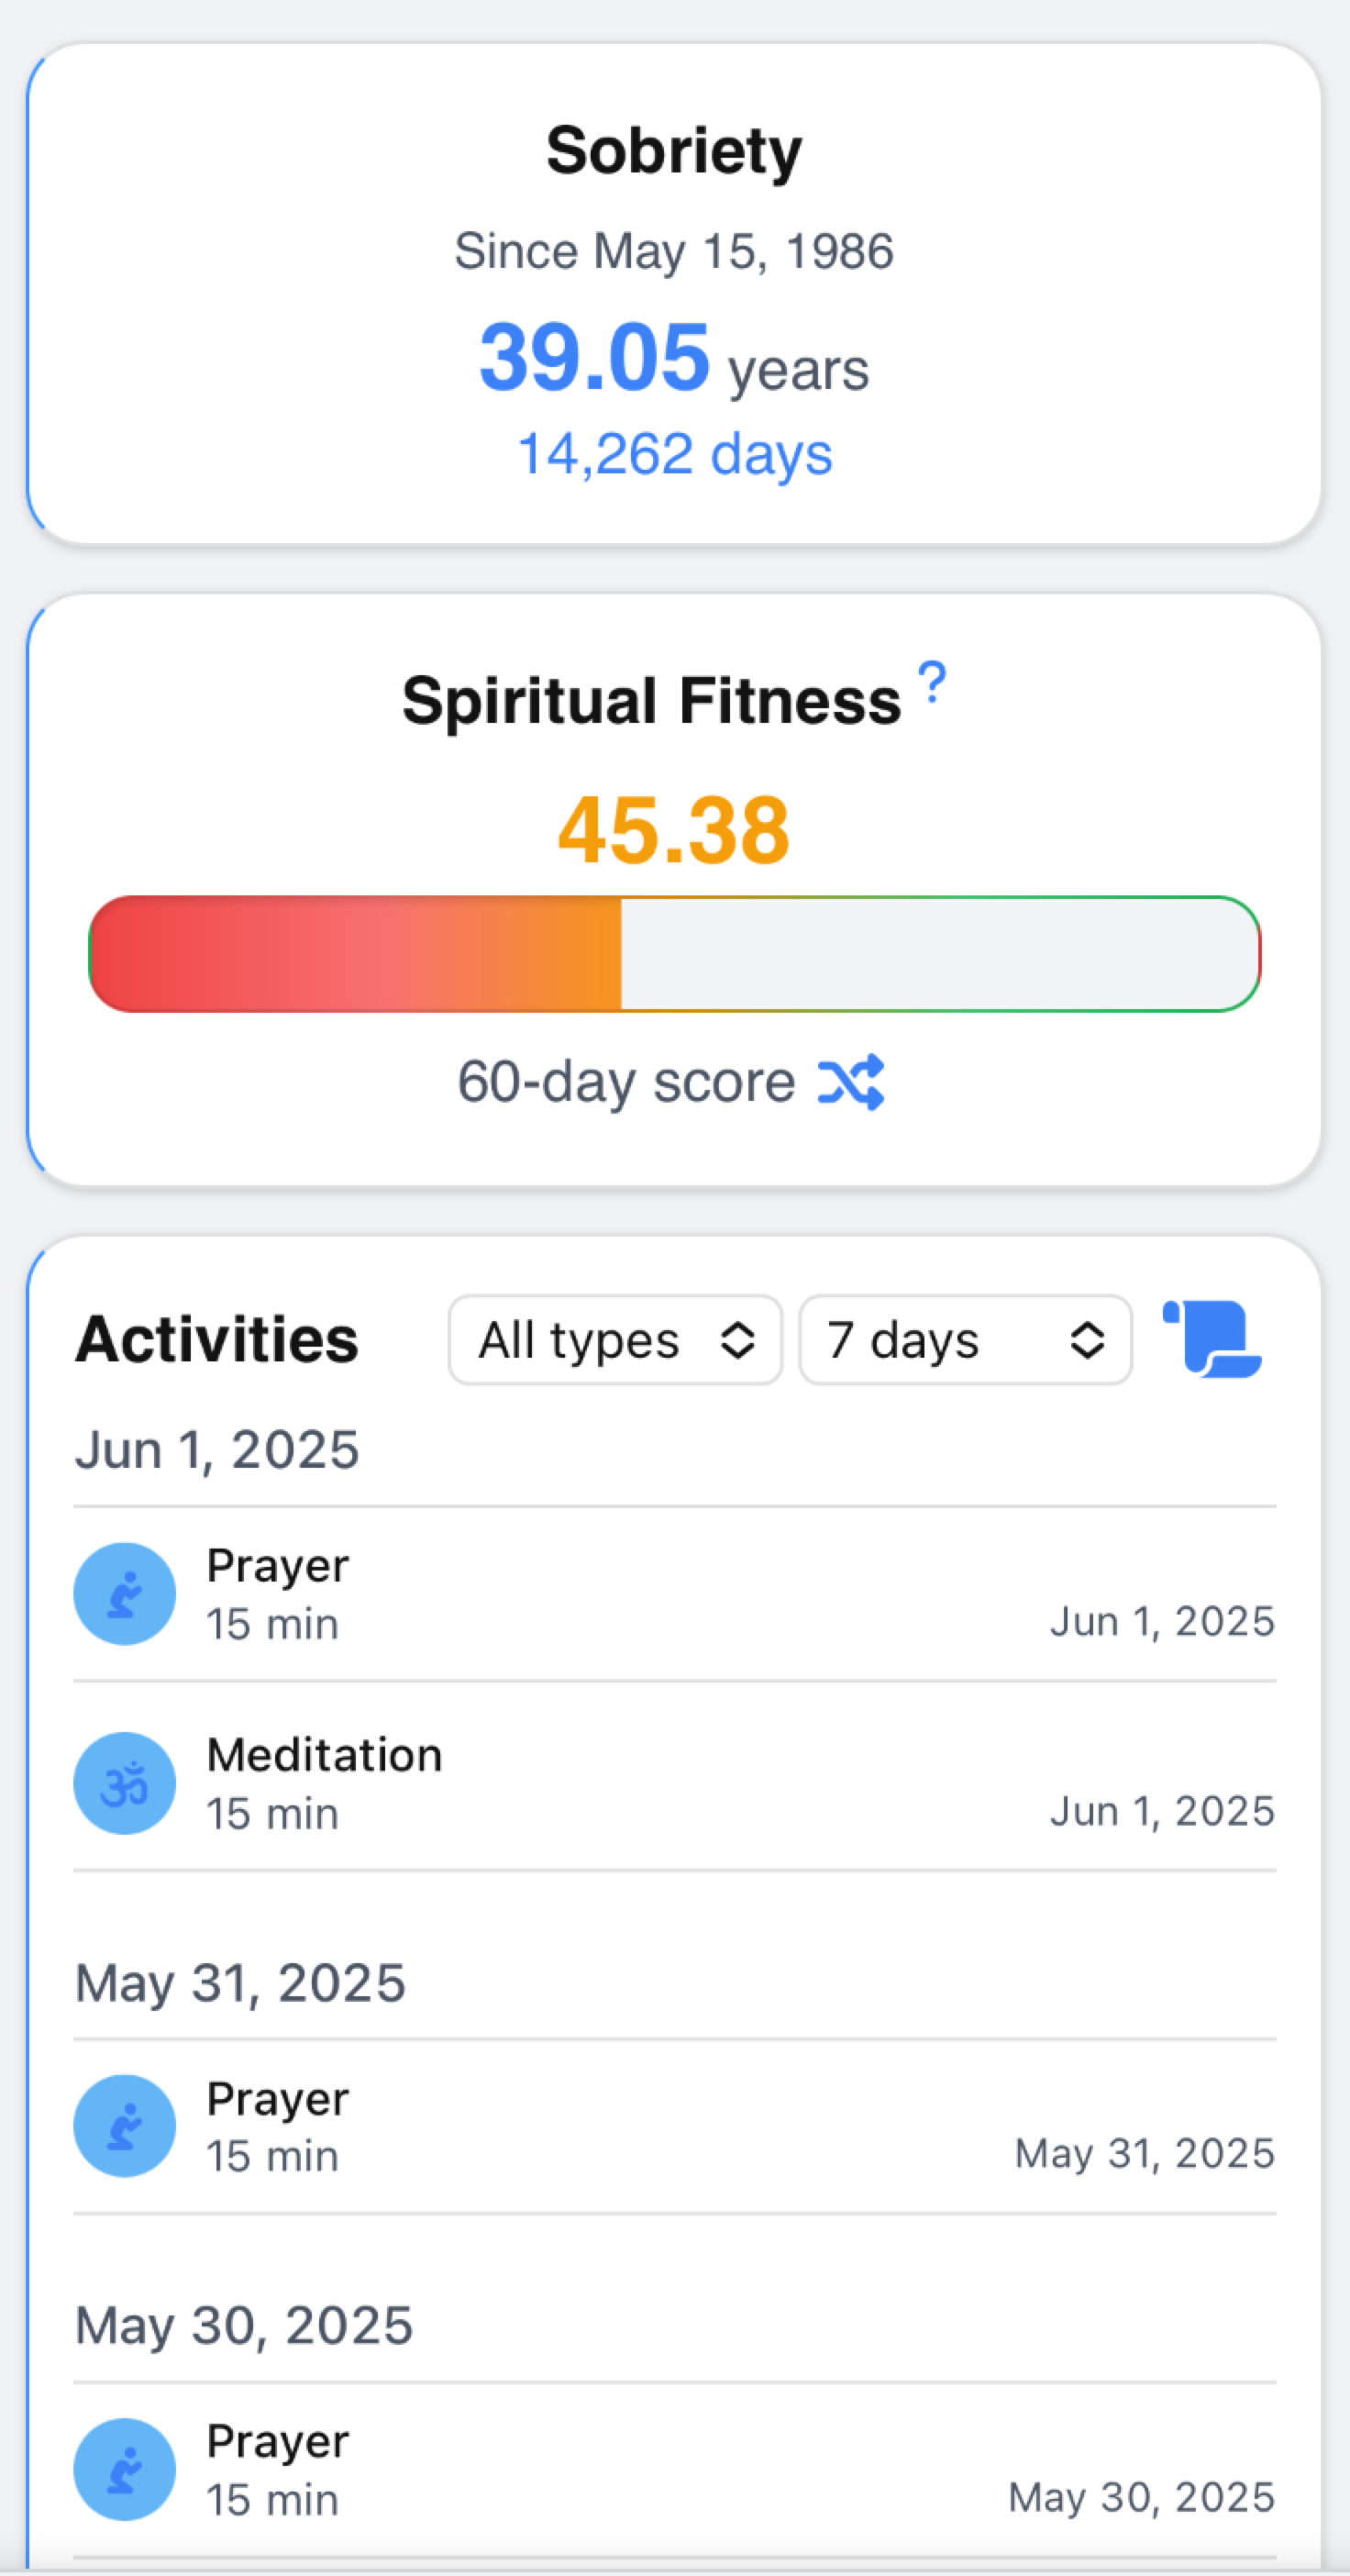 Sobriety
Since May 15, 1986
39.05 years
14,262 days
Spiritual Fitness ?
45.38
60-day score
Activities All types 7 days
Jun 1, 2025
Prayer
15 min Jun 1, 2025
ॐ Meditation
15 min Jun 1, 2025
May 31, 2025
Prayer
15 min May 31, 2025
May 30, 2025
Prayer
15 min May 30, 2025